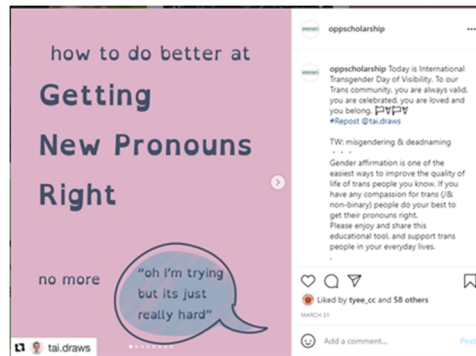 how to do better at
Getting
New Pronouns
Right
no more
"oh I'm trying
but its just
really hard"
tai.draws
oppscholarship
oppscholarship Today is International
Transgender Day of Visibility. To our
Trans community, you are always valid,
you are celebrated, you are loved and
you belong.
#Repost @tai.draws
TW: misgendering & deadnaming
- - -
Gender affirmation is one of the
easiest ways to improve the quality of
life of trans people you know. If you
have any compassion for trans (/&
non-binary) people do your best to
get their pronouns right.
Please enjoy and share this
educational tool, and support trans
people in your everyday lives.
.
Liked by tyee_cc and 58 others
MARCH 31
Add a comment...
Post